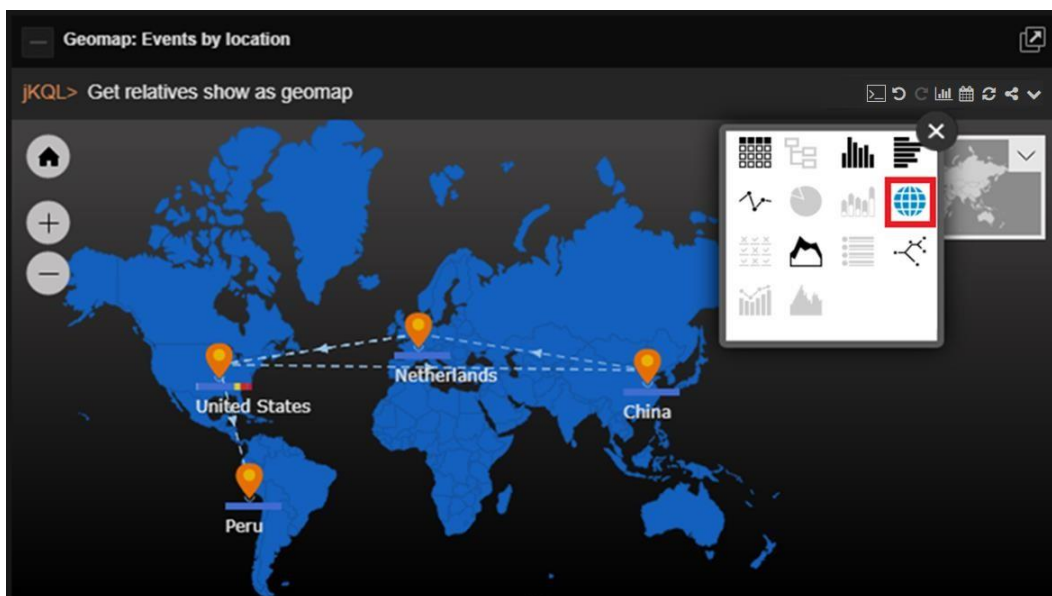 Geomap: Events by location
jKQL> Get relatives show as geomap
Netherlands
United States
China
Peru